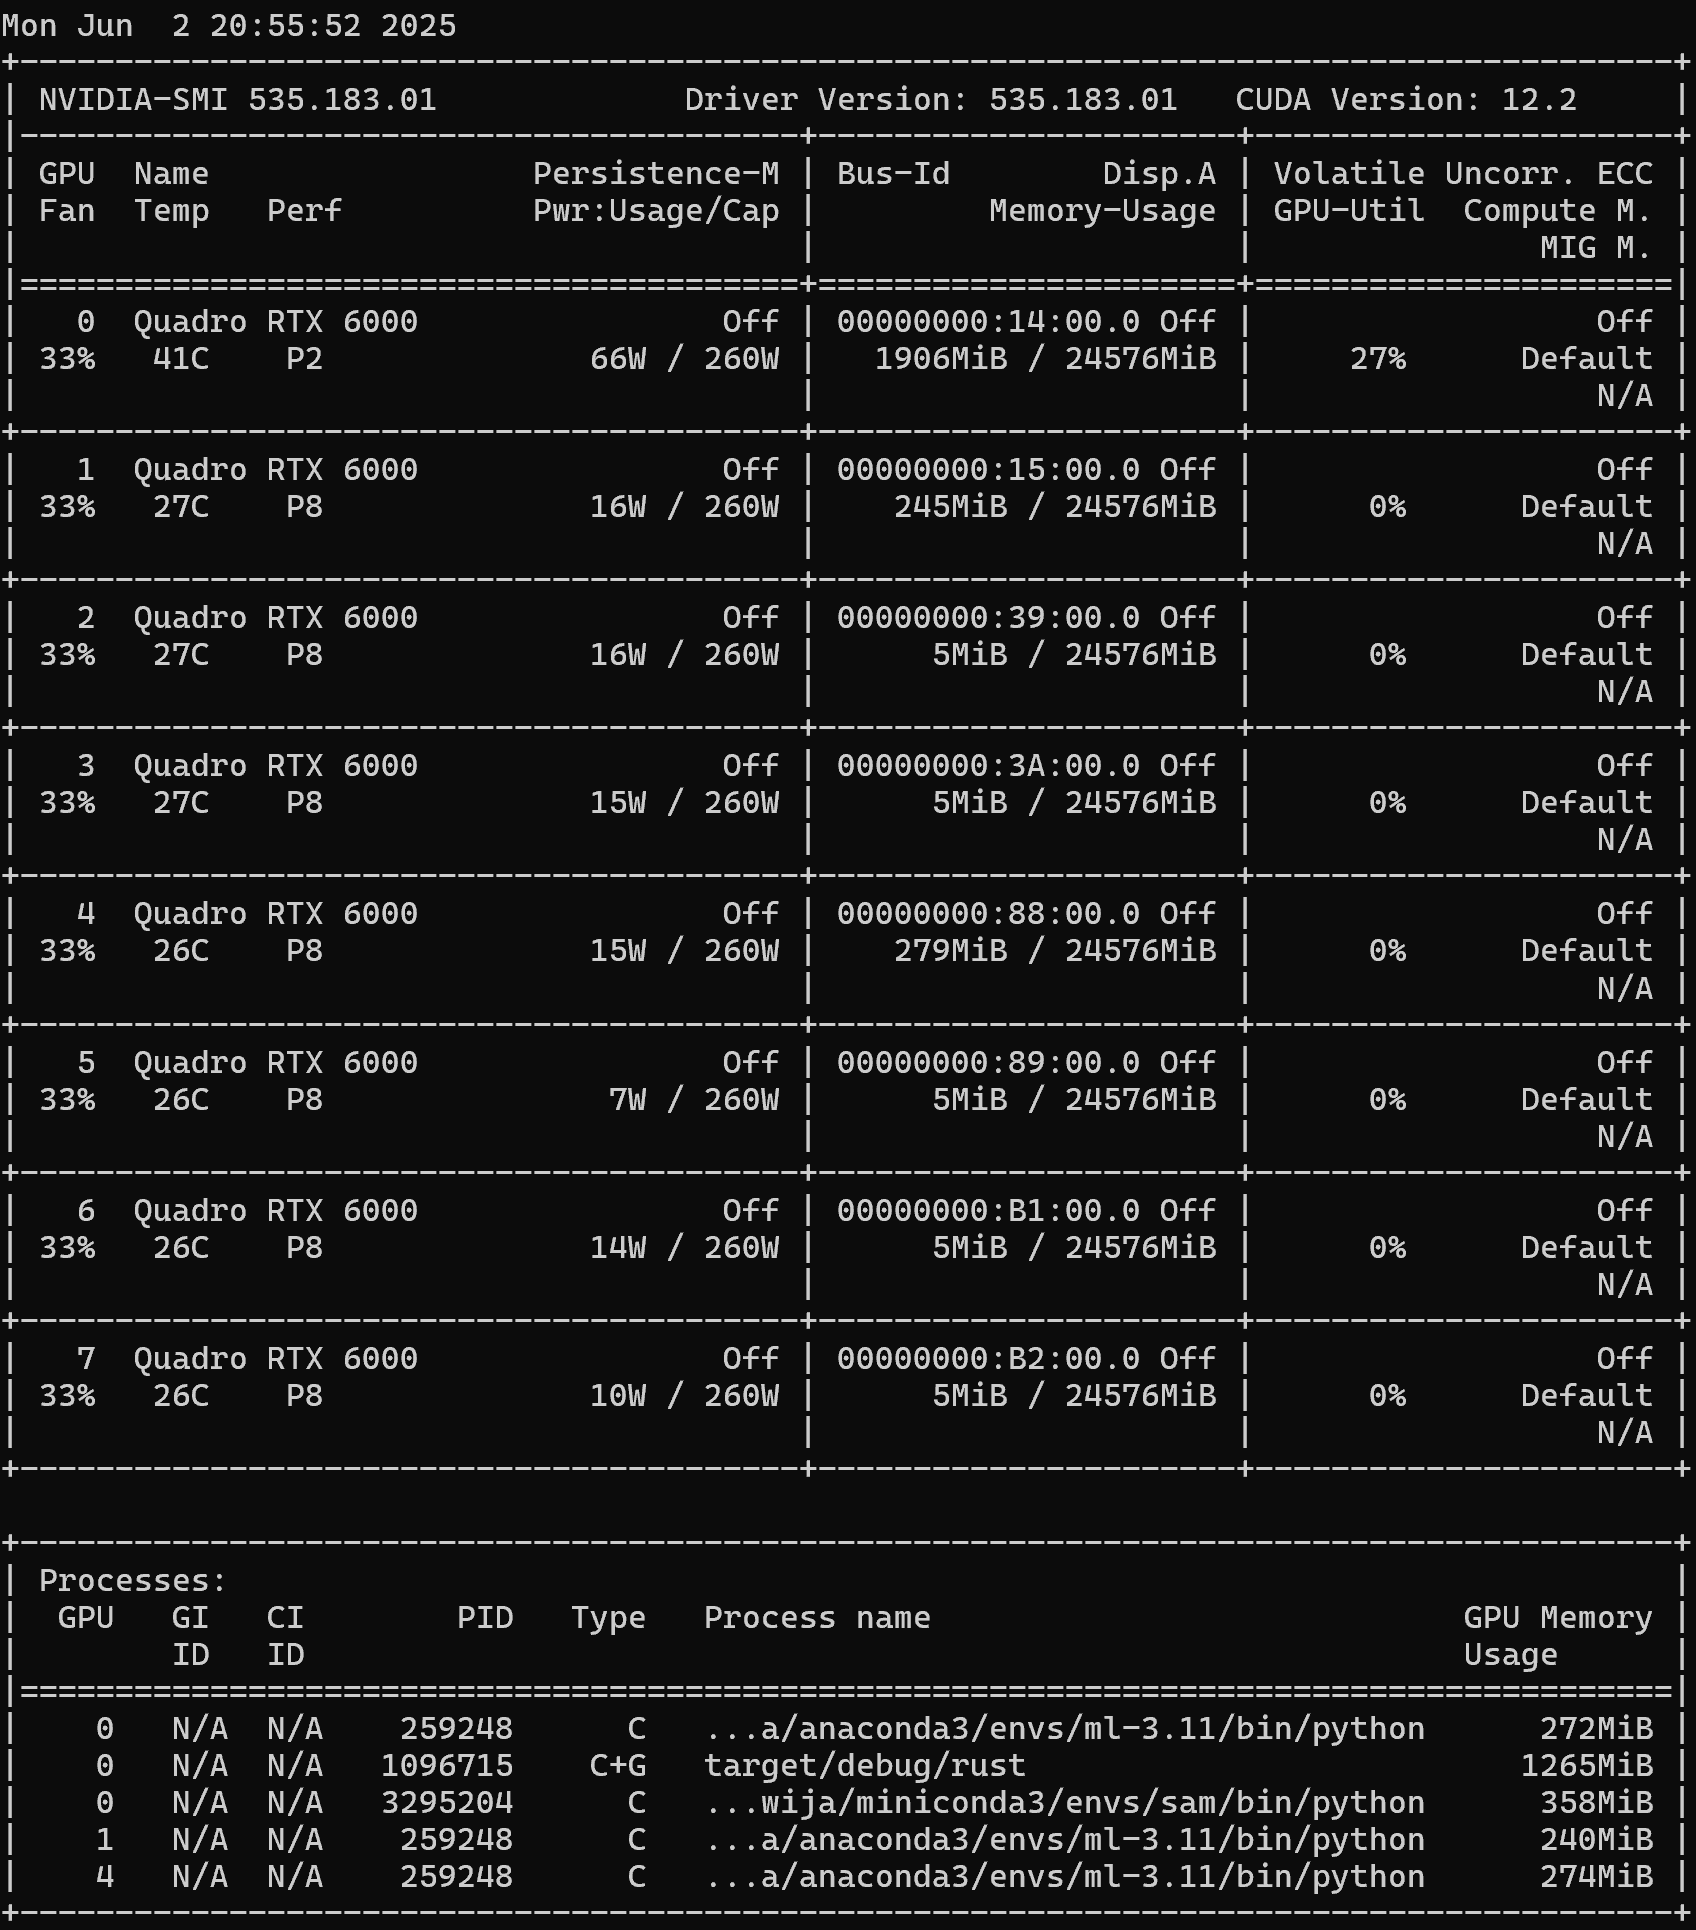 Mon Jun  2 20:55:52 2025
+---------------------------------------------------------------------------------------+
| NVIDIA-SMI 535.183.01             Driver Version: 535.183.01   CUDA Version: 12.2     |
|-----------------------------------------+----------------------+----------------------+
| GPU  Name                 Persistence-M | Bus-Id        Disp.A | Volatile Uncorr. ECC |
| Fan  Temp   Perf          Pwr:Usage/Cap |         Memory-Usage | GPU-Util  Compute M. |
|                                         |                      |               MIG M. |
|=========================================+======================+======================|
|   0  Quadro RTX 6000                Off | 00000000:14:00.0 Off |                  Off |
| 33%   41C    P2              66W / 260W |   1906MiB / 24576MiB |     27%      Default |
|                                         |                      |                  N/A |
+-----------------------------------------+----------------------+----------------------+
|   1  Quadro RTX 6000                Off | 00000000:15:00.0 Off |                  Off |
| 33%   27C    P8              16W / 260W |    245MiB / 24576MiB |      0%      Default |
|                                         |                      |                  N/A |
+-----------------------------------------+----------------------+----------------------+
|   2  Quadro RTX 6000                Off | 00000000:39:00.0 Off |                  Off |
| 33%   27C    P8              16W / 260W |      5MiB / 24576MiB |      0%      Default |
|                                         |                      |                  N/A |
+-----------------------------------------+----------------------+----------------------+
|   3  Quadro RTX 6000                Off | 00000000:3A:00.0 Off |                  Off |
| 33%   27C    P8              15W / 260W |      5MiB / 24576MiB |      0%      Default |
|                                         |                      |                  N/A |
+-----------------------------------------+----------------------+----------------------+
|   4  Quadro RTX 6000                Off | 00000000:88:00.0 Off |                  Off |
| 33%   26C    P8              15W / 260W |    279MiB / 24576MiB |      0%      Default |
|                                         |                      |                  N/A |
+-----------------------------------------+----------------------+----------------------+
|   5  Quadro RTX 6000                Off | 00000000:89:00.0 Off |                  Off |
| 33%   26C    P8               7W / 260W |      5MiB / 24576MiB |      0%      Default |
|                                         |                      |                  N/A |
+-----------------------------------------+----------------------+----------------------+
|   6  Quadro RTX 6000                Off | 00000000:B1:00.0 Off |                  Off |
| 33%   26C    P8              14W / 260W |      5MiB / 24576MiB |      0%      Default |
|                                         |                      |                  N/A |
+-----------------------------------------+----------------------+----------------------+
|   7  Quadro RTX 6000                Off | 00000000:B2:00.0 Off |                  Off |
| 33%   26C    P8              10W / 260W |      5MiB / 24576MiB |      0%      Default |
|                                         |                      |                  N/A |
+-----------------------------------------+----------------------+----------------------+

+---------------------------------------------------------------------------------------+
| Processes:                                                                            |
|  GPU   GI   CI        PID   Type   Process name                            GPU Memory |
|        ID   ID                                                             Usage      |
|=======================================================================================|
|    0   N/A  N/A    259248      C   ...a/anaconda3/envs/ml-3.11/bin/python      272MiB |
|    0   N/A  N/A   1096715    C+G   target/debug/rust                          1265MiB |
|    0   N/A  N/A   3295204      C   ...wija/miniconda3/envs/sam/bin/python      358MiB |
|    1   N/A  N/A    259248      C   ...a/anaconda3/envs/ml-3.11/bin/python      240MiB |
|    4   N/A  N/A    259248      C   ...a/anaconda3/envs/ml-3.11/bin/python      274MiB |
+---------------------------------------------------------------------------------------+